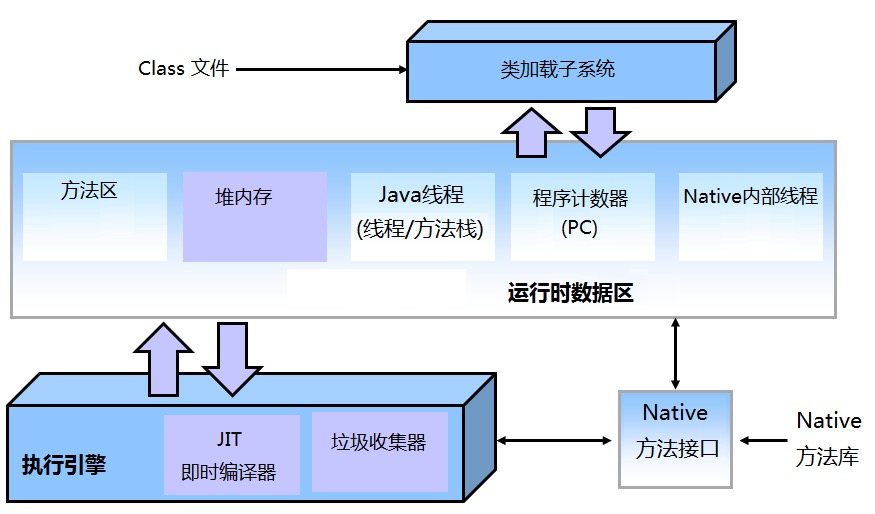 Class 文件
类加载子系统
方法区
堆内存
Java线程
(线程/方法栈)
程序计数器
(PC)
Native内部线程
运行时数据区
执行引擎
JIT
即时编译器
垃圾收集器
Native
方法接口
Native
方法库